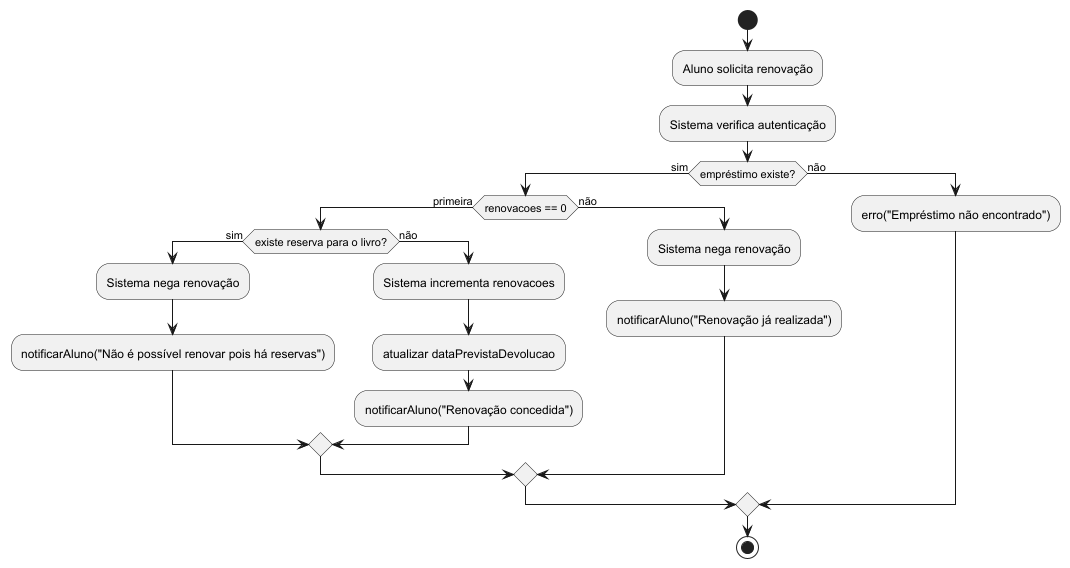 Aluno solicita renovação
Sistema verifica autenticação
sim
empréstimo existe?
não
primeira
renovacoes == 0
não
erro("Empréstimo não encontrado")
sim
existe reserva para o livro?
não
Sistema nega renovação
Sistema nega renovação
Sistema incrementa renovacoes
notificarAluno("Renovação já realizada")
notificarAluno("Não é possível renovar pois há reservas")
atualizar dataPrevistaDevolucao
notificarAluno("Renovação concedida")